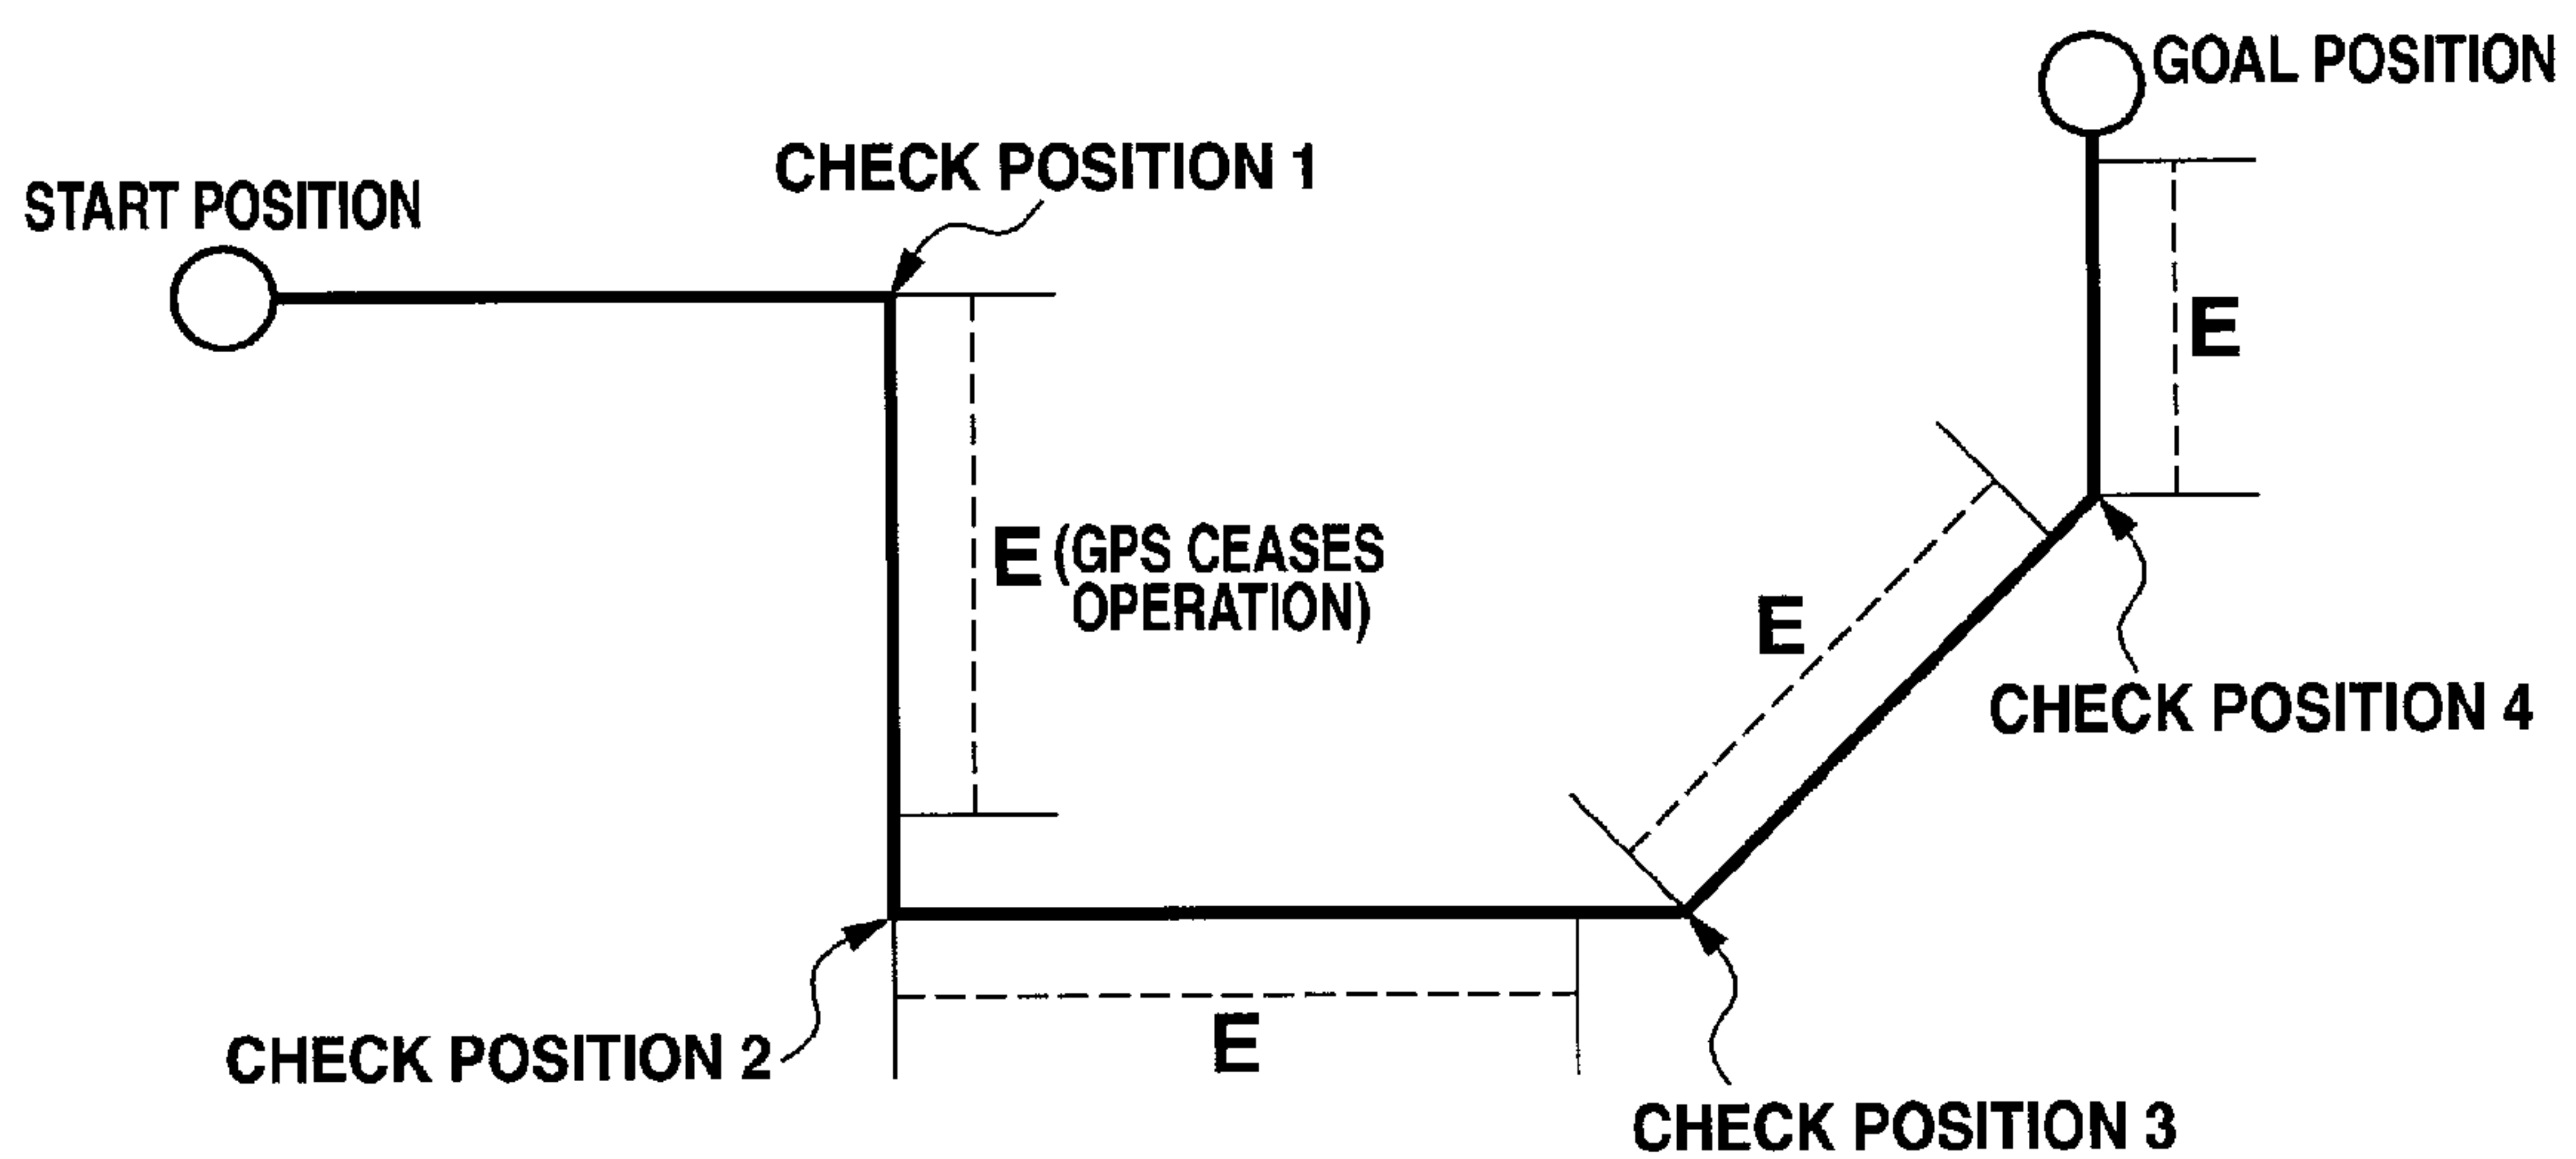 GOAL POSITION
CHECK POSITION 1
START POSITION
E
E (GPS CEASES
OPERATION)
E
CHECK POSITION 4
E
CHECK POSITION 2
CHECK POSITION 3